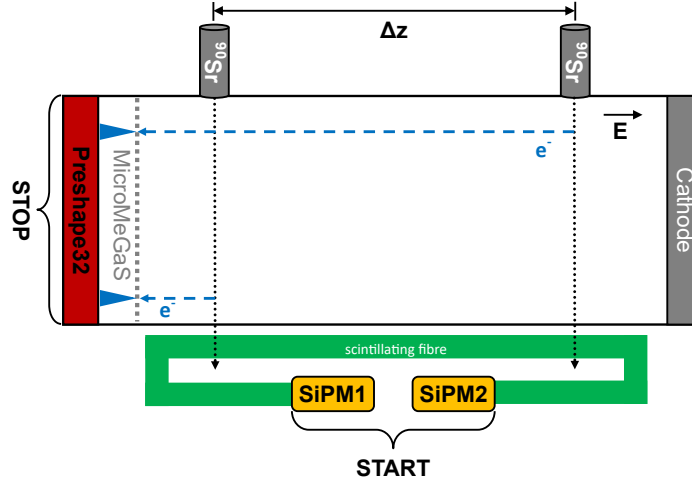 Δz
90Sr
90Sr
E
e-
STOP
Preshape32
MicroMeGaS
Cathode
e-
scintillating fibre
SiPM1
SiPM2
START